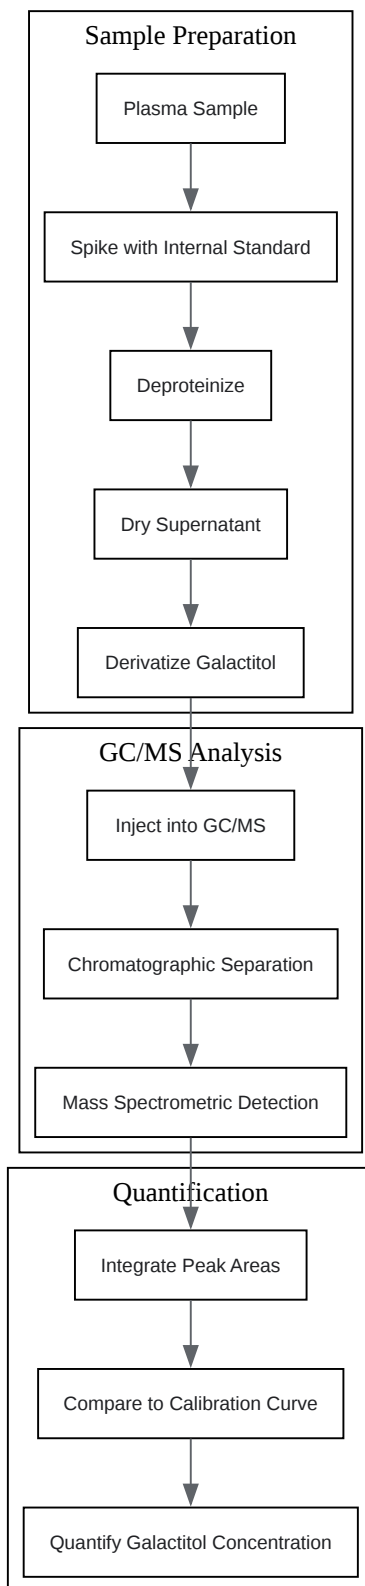 Sample Preparation
Plasma Sample
Spike with Internal Standard
Deproteinize
Dry Supernatant
Derivatize Galactitol
GC/MS Analysis
Inject into GC/MS
Chromatographic Separation
Mass Spectrometric Detection
Quantification
Integrate Peak Areas
Compare to Calibration Curve
Quantify Galactitol Concentration